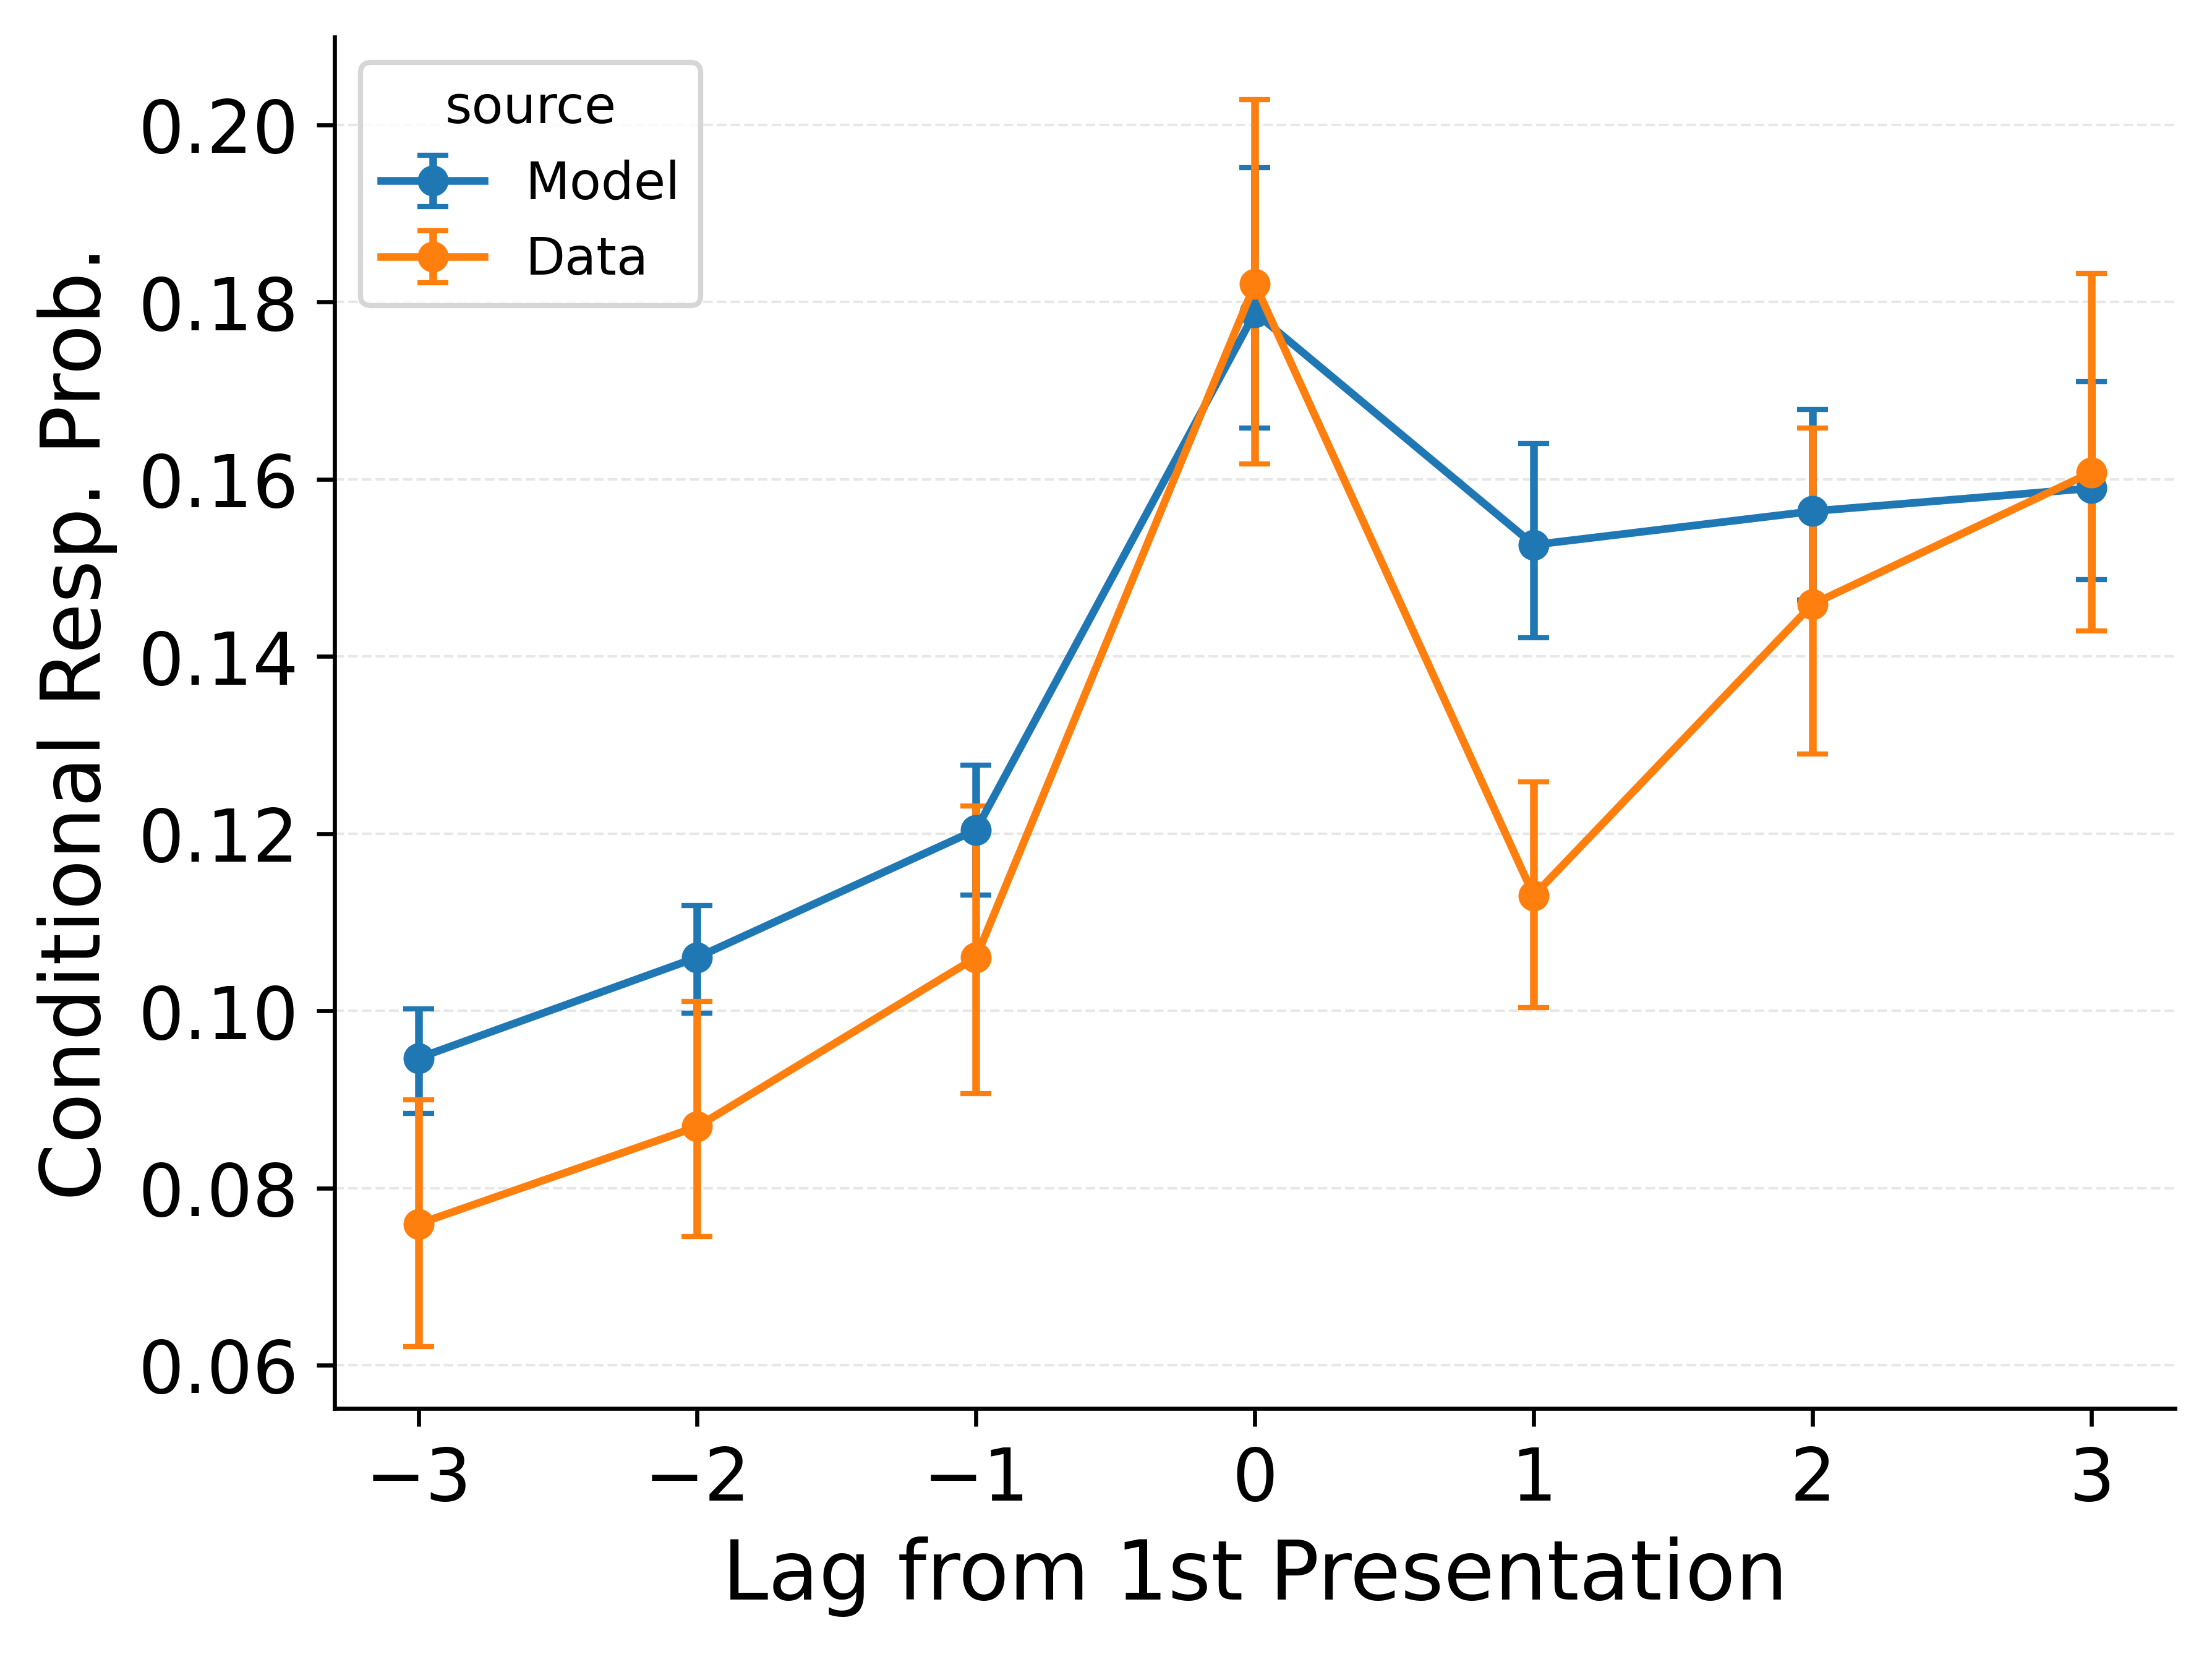 source
Model
Data
Conditional Resp. Prob.
0.20
0.18
0.16
0.14
0.12
0.10
0.08
0.06
−3 −2 −1 0 1 2 3
Lag from 1st Presentation